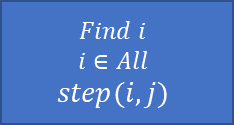 Find i
i ∈ All
step(i, j)